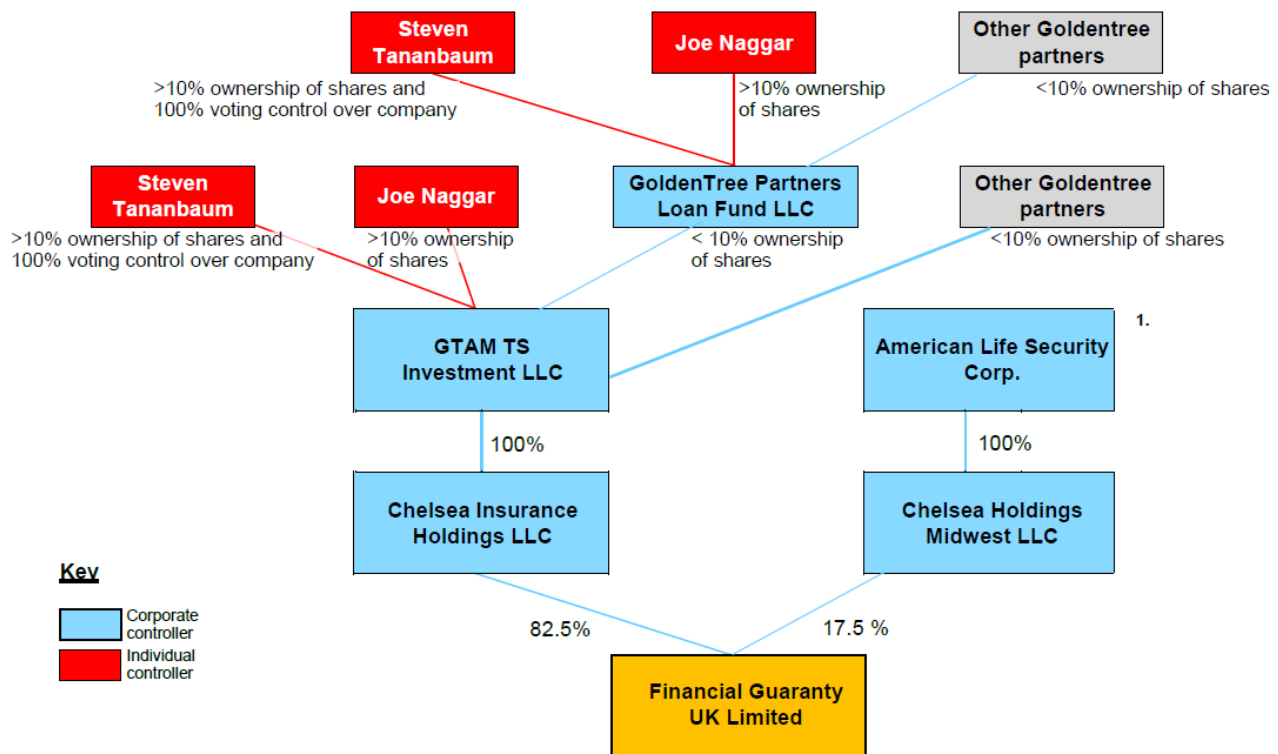 Steven
Tananbaum
Joe Naggar
Other Goldentree
partners
>10% ownership of shares and
100% voting control over company
>10% ownership
of shares
<10% ownership of shares
Steven
Tananbaum
Joe Naggar
GoldenTree Partners
Loan Fund LLC
Other Goldentree
partners
>10% ownership of shares and
100% voting control over company
>10% ownership
of shares
< 10% ownership
of shares
<10% ownership of shares
GTAM TS
Investment LLC
American Life Security
Corp.
1.
100%
100%
Chelsea Insurance
Holdings LLC
Chelsea Holdings
Midwest LLC
Key
Corporate
controller
Individual
controller
82.5%
17.5 %
Financial Guaranty
UK Limited